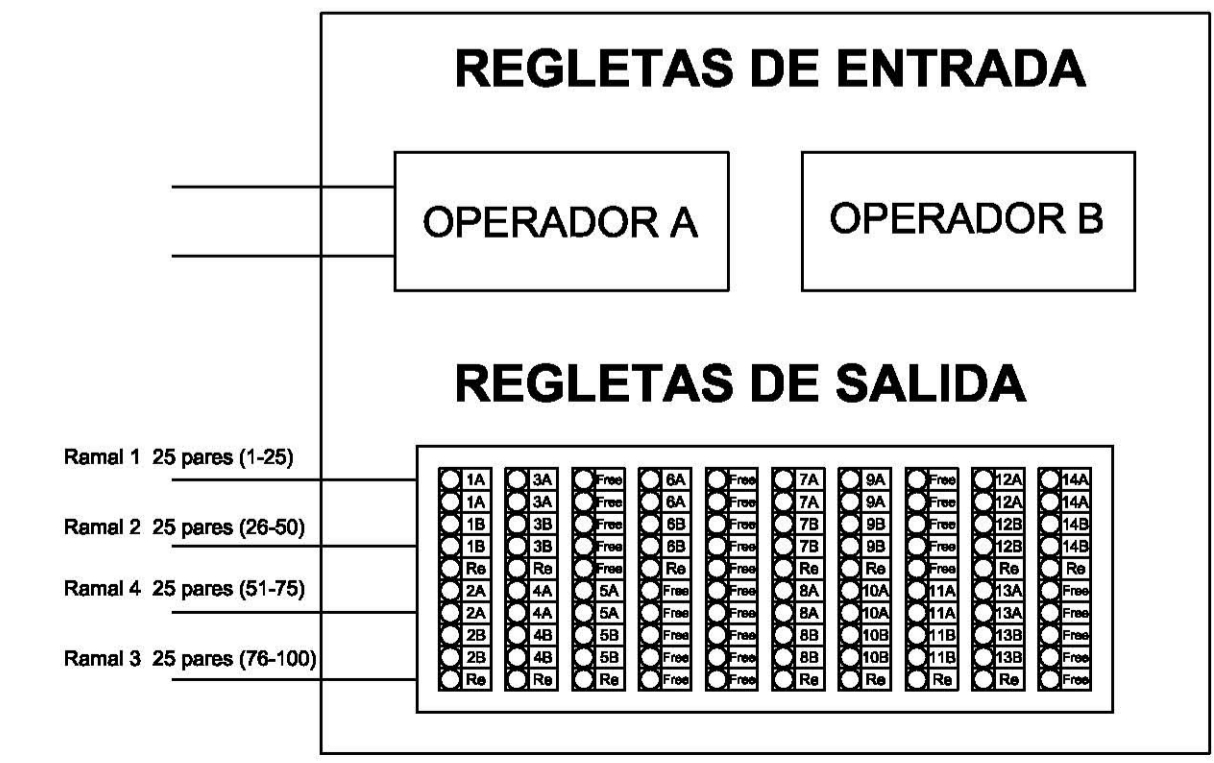 REGLETAS DE ENTRADA
OPERADOR A OPERADOR B
REGLETAS DE SALIDA
Ramal 1 25 pares (1-25)
Ramal 2 25 pares (26-50)
Ramal 4 25 pares (51-75)
Ramal 3 25 pares (76-100)
1A 3A Free 6A Free 7A 9A Free 12A 14A
1A 3A Free 6A Free 7A 9A Free 12A 14A
1B 3B Free 6B Free 7B 9B Free 12B 14B
1B 3B Free 6B Free 7B 9B Free 12B 14B
Re Re Free Re Free Re Re Free Re Re
2A 4A 5A Free Free 8A 10A 11A 13A Free
2A 4A 5A Free Free 8A 10A 11A 13A Free
2B 4B 5B Free Free 8B 10B 11B 13B Free
2B 4B 5B Free Free 8B 10B 11B 13B Free
Re Re Re Free Free Re Re Re Re Free